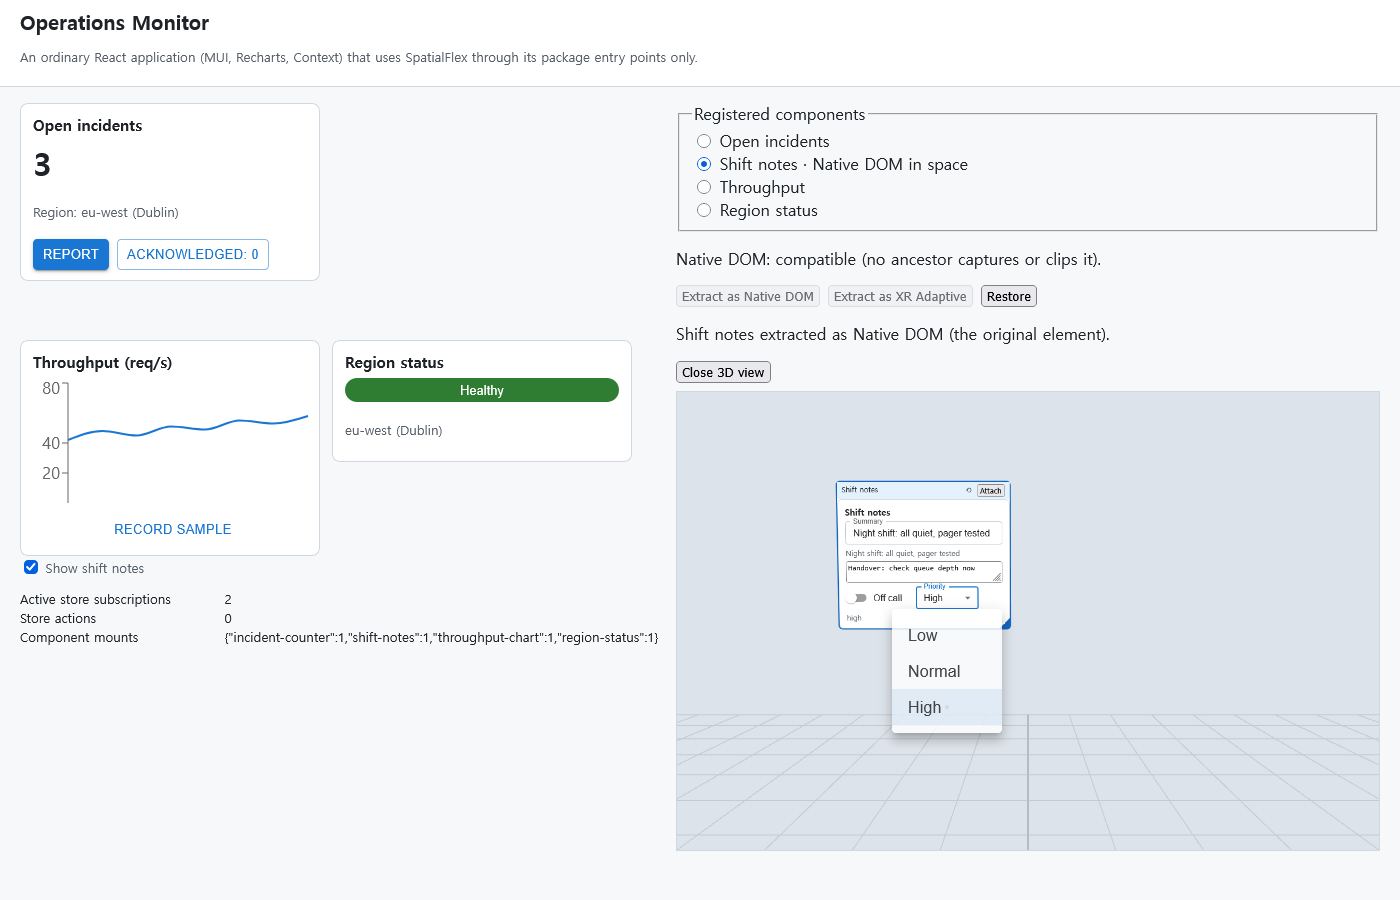 Operations Monitor
An ordinary React application (MUI, Recharts, Context) that uses SpatialFlex through its package entry points only.
Open incidents
3
Region: eu-west (Dublin)
REPORT
ACKNOWLEDGED: 0
Throughput (req/s)
80
40
20
RECORD SAMPLE
Region status
Healthy
eu-west (Dublin)
Show shift notes
Active store subscriptions 2
Store actions 0
Component mounts {"incident-counter":1,"shift-notes":1,"throughput-chart":1,"region-status":1}
Registered components
Open incidents
Shift notes · Native DOM in space
Throughput
Region status
Native DOM: compatible (no ancestor captures or clips it).
Extract as Native DOM
Extract as XR Adaptive
Restore
Shift notes extracted as Native DOM (the original element).
Close 3D view
Shift notes
Attach
Shift notes
Summary
Night shift: all quiet, pager tested
Night shift: all quiet, pager tested
Handover: check queue depth now
Off call
Priority
High
high
Low
Normal
High